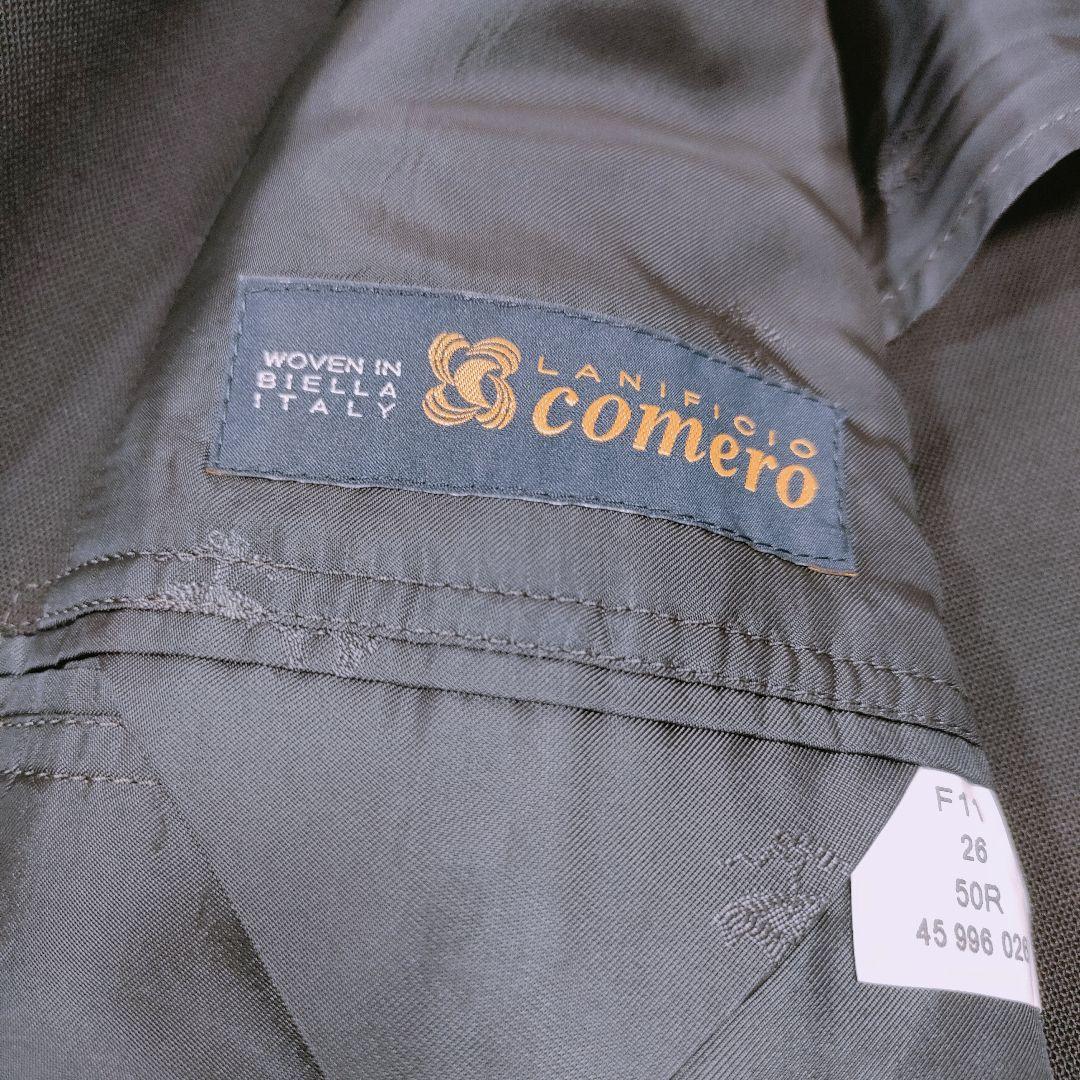 WOVEN IN
BIELLA
ITALY
LANIFICIO
comero
F11
26
50R
45 996 026